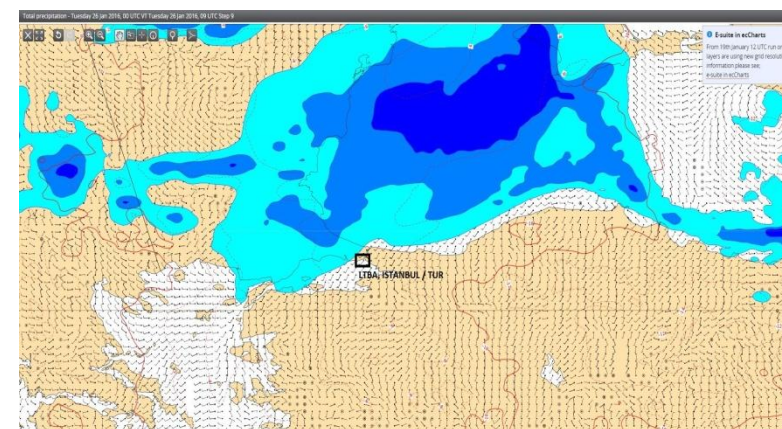 Total precipitation - Tuesday 26 Jan 2016, 00 UTC VT Tuesday 26 Jan 2016, 09 UTC Step 9
E-suite in ecCharts
From 19th January 12 UTC run on
layers are using new grid resoluti
information please see;
e-suite in ecCharts
LTBA, ISTANBUL / TUR